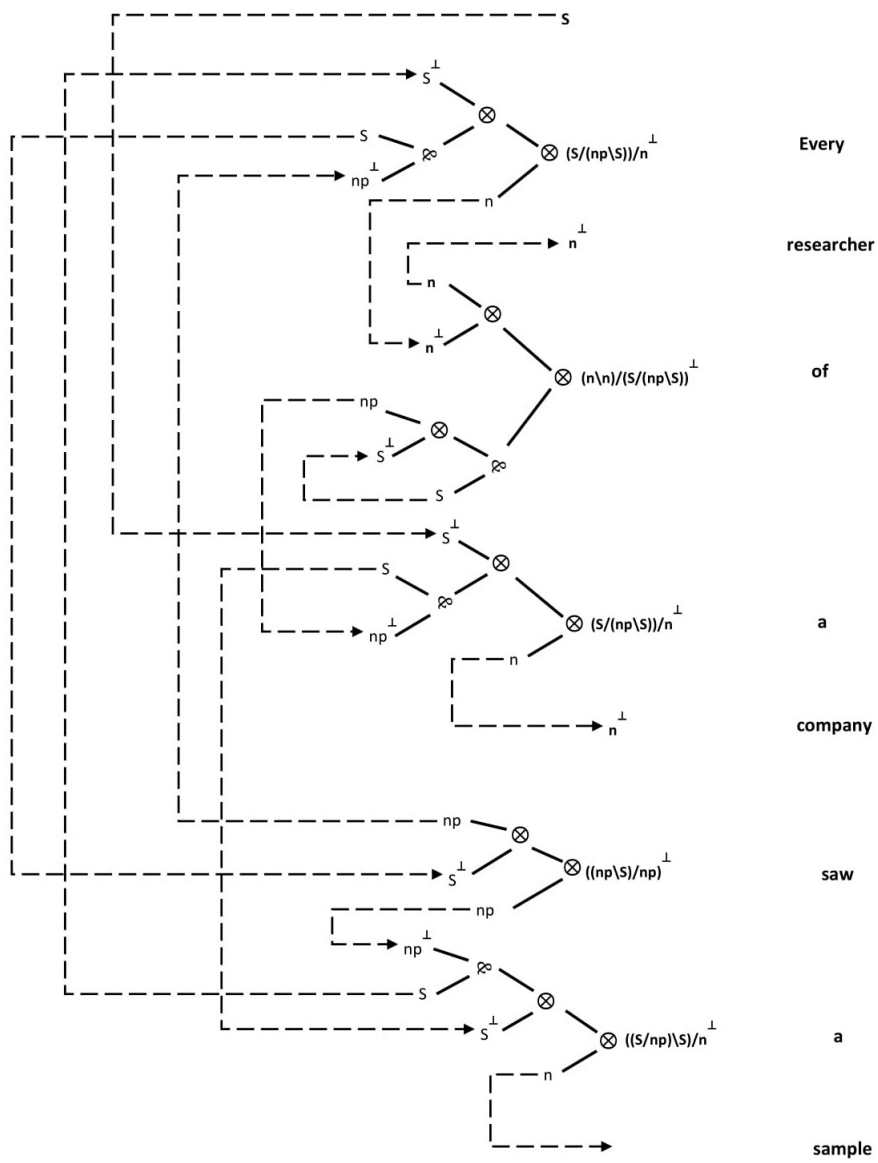 S
S⊥
⊗
S
⊗ (S/(np\S))/n⊥ Every
⅋
np⊥
n
n⊥ researcher
n
⊗
n⊥
⊗ (n\n)/(S/(np\S))⊥ of
np
⊗
S⊥
⅋
S
S⊥
⊗
S
⅋
⊗ (S/(np\S))/n⊥ a
np⊥
n
n⊥ company
np
⊗
S⊥
⊗ ((np\S)/np)⊥ saw
np
np⊥
⅋
S
⊗
S⊥
⊗ ((S/np)\S)/n⊥ a
n
sample